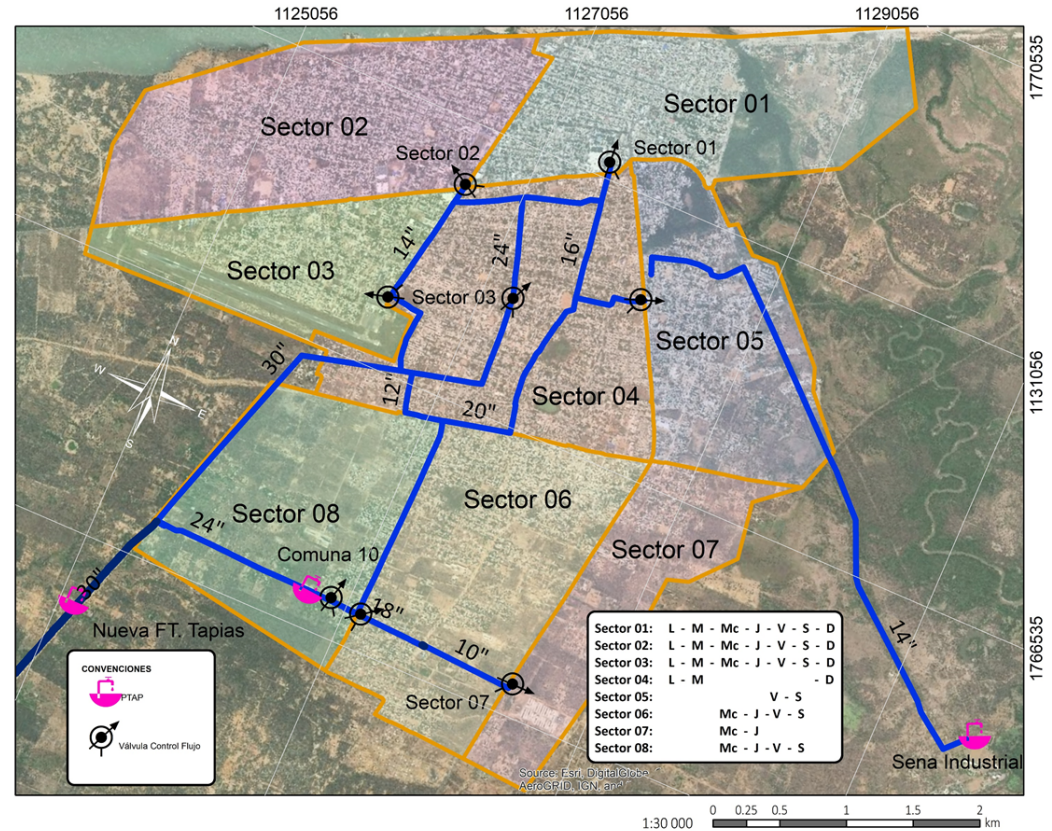 1125056
1127056
1129056
1770535
1131056
1766535
Sector 02
Sector 01
Sector 02
Sector 01
14"
24"
16"
Sector 03
Sector 03
Sector 05
30"
12"
20"
Sector 04
N
W
E
S
Sector 08
Sector 06
24"
Comuna 10
Sector 07
30"
18"
10"
14"
Nueva FT. Tapias
Sector 07
Sena Industrial
CONVENCIONES
PTAP
Válvula Control Flujo
Sector 01: L - M - Mc - J - V - S - D
Sector 02: L - M - Mc - J - V - S - D
Sector 03: L - M - Mc - J - V - S - D
Sector 04: L - M - D
Sector 05: V - S
Sector 06: Mc - J - V - S
Sector 07: Mc - J
Sector 08: Mc - J - V - S
Source: Esri, DigitalGlobe
AeroGRID, IGN, and
1:30 000
0 0.25 0.5 1 1.5 2
km